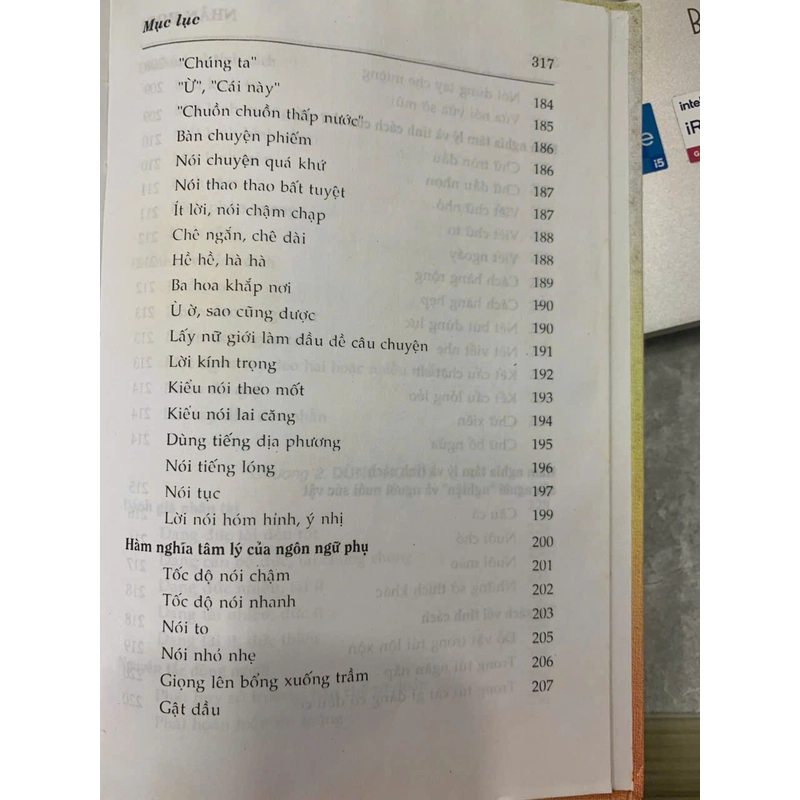 Mục lục 317
"Chúng ta" 184
"Ừ", "Cái này" 185
"Chuồn chuồn thấp nước" 186
Bàn chuyện phiếm 186
Nói chuyện quá khứ 187
Nói thao thao bất tuyệt 187
Ít lời, nói chậm chạp 188
Chê ngắn, chê dài 188
Hề hề, hà hà 189
Ba hoa khắp nơi 190
Ù ờ, sao cũng được 190
Lấy nữ giới làm đầu đề câu chuyện 191
Lời kính trọng 192
Kiểu nói theo mốt 193
Kiểu nói lai căng 194
Dùng tiếng địa phương 195
Nói tiếng lóng 196
Nói tục 197
Lời nói hóm hỉnh, ý nhị 199
Hàm nghĩa tâm lý của ngôn ngữ phụ 200
Tốc độ nói chậm 201
Tốc độ nói nhanh 202
Nói to 203
Nói nhỏ nhẹ 205
Giọng lên bổng xuống trầm 206
Gật đầu 207
i5